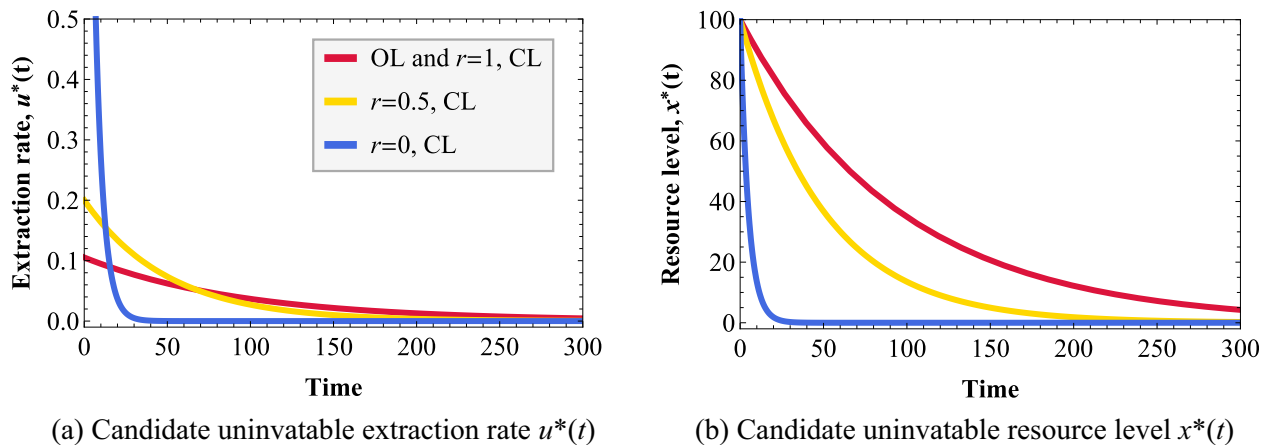 Extraction rate, u*(t)
0.5
0.4
0.3
0.2
0.1
0.0
OL and r=1, CL
r=0.5, CL
r=0, CL
0 50 100 150 200 250 300
Time
(a) Candidate uninvatable extraction rate u*(t)
Resource level, x*(t)
100
80
60
40
20
0
0 50 100 150 200 250 300
Time
(b) Candidate uninvatable resource level x*(t)